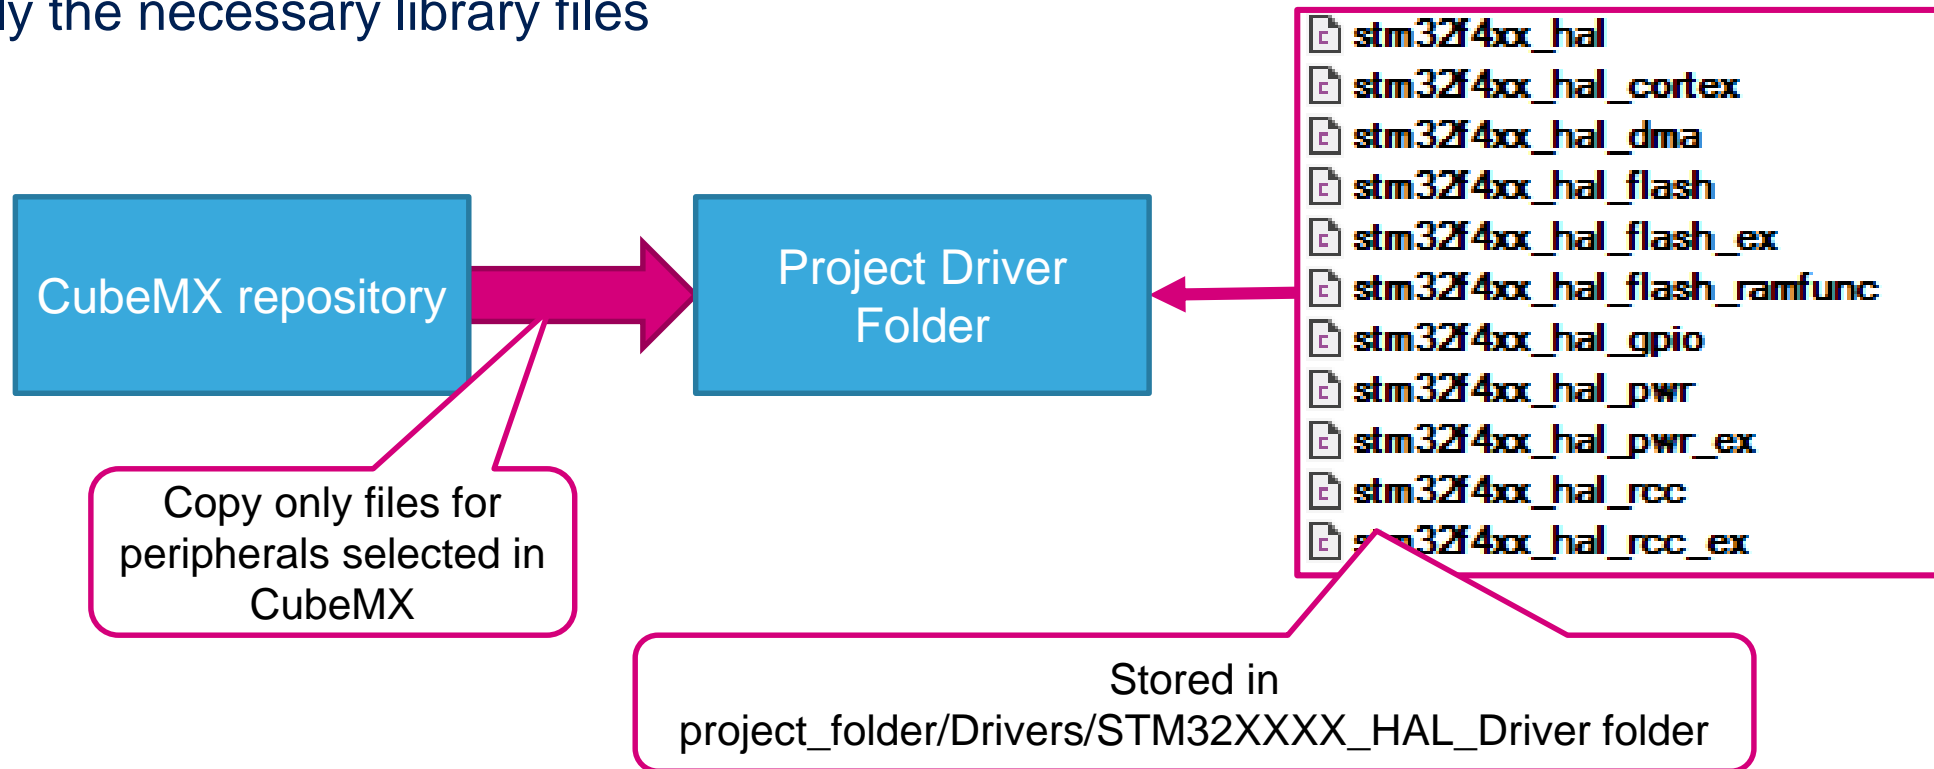 the necessary library files
stm32f4xx_hal
stm32f4xx_hal_cortex
stm32f4xx_hal_dma
stm32f4xx_hal_flash
stm32f4xx_hal_flash_ex
stm32f4xx_hal_flash_ramfunc
stm32f4xx_hal_gpio
stm32f4xx_hal_pwr
stm32f4xx_hal_pwr_ex
stm32f4xx_hal_rcc
stm32f4xx_hal_rcc_ex
CubeMX repository
Project Driver
Folder
Copy only files for
peripherals selected in
CubeMX
Stored in
project_folder/Drivers/STM32XXXX_HAL_Driver folder